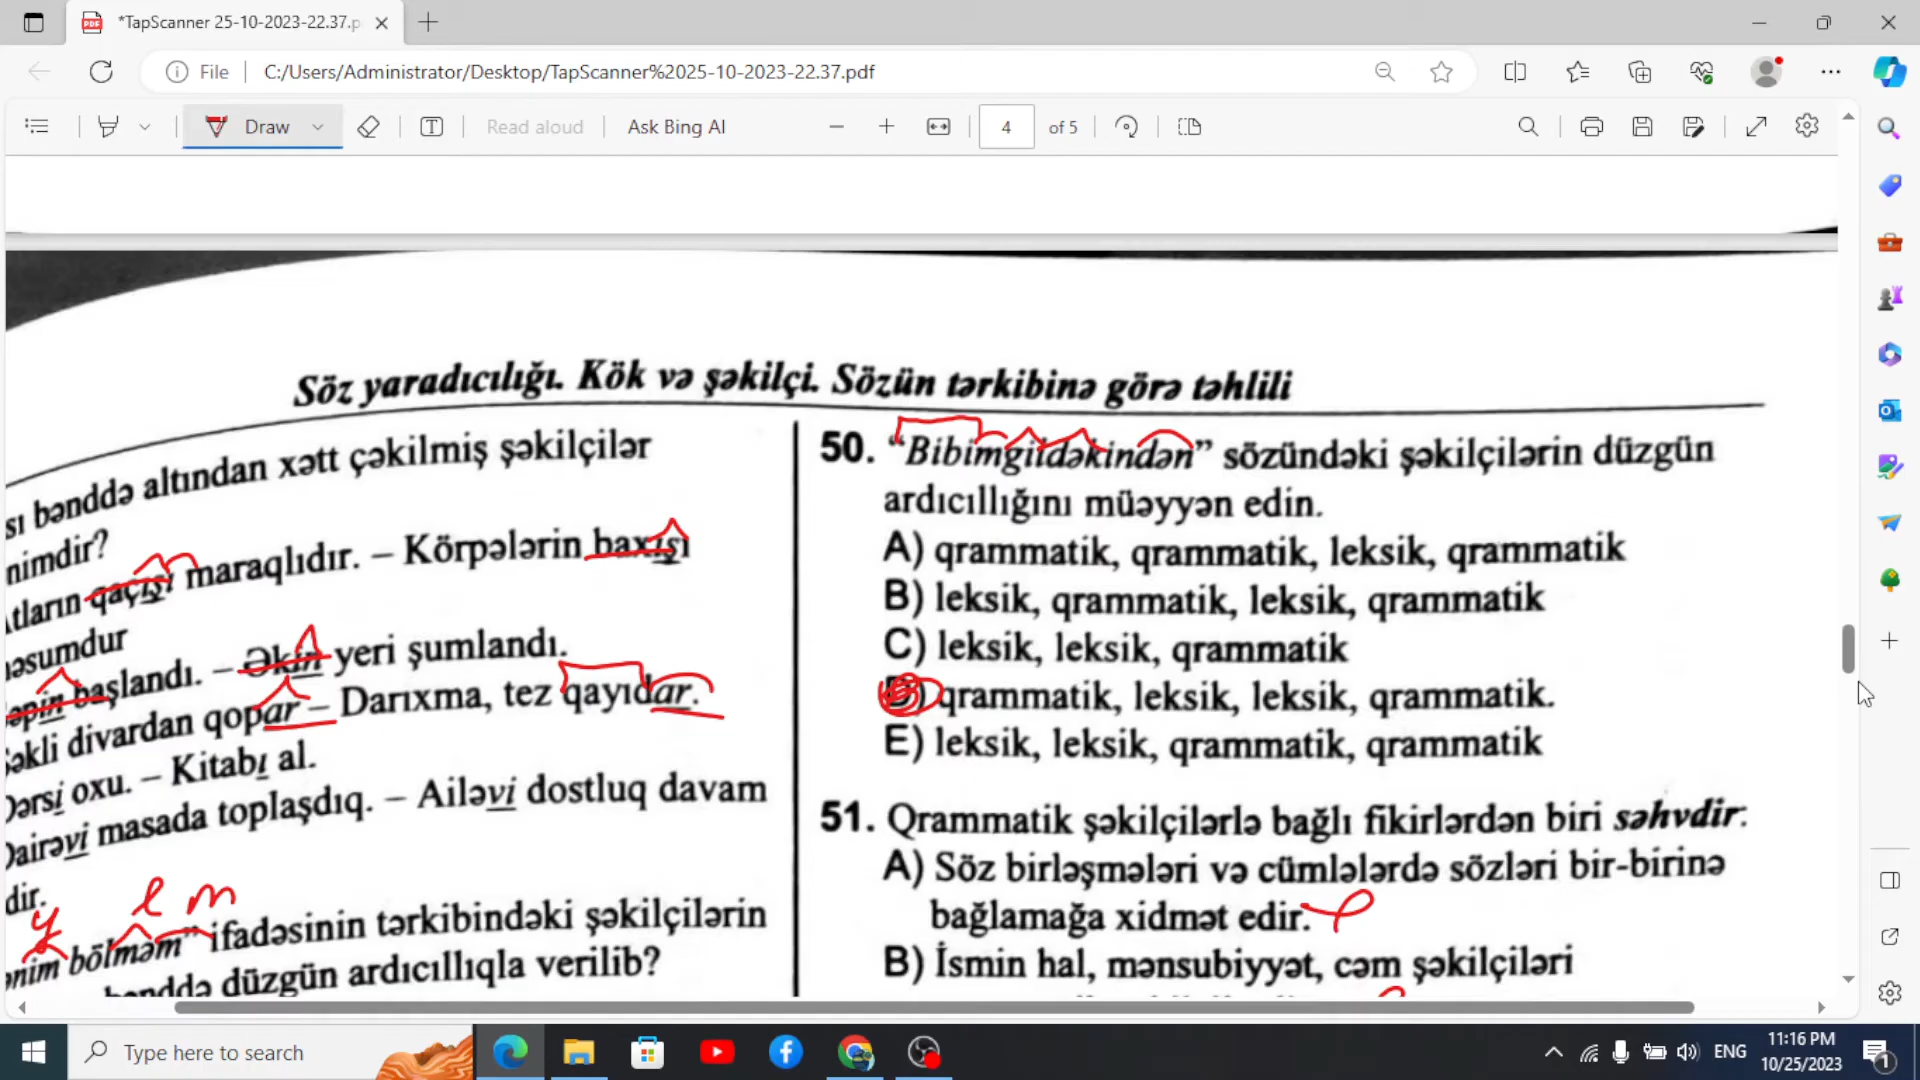 *TapScanner 25-10-2023-22.37.p
File
C:/Users/Administrator/Desktop/TapScanner%2025-10-2023-22.37.pdf
Draw
Read aloud
Ask Bing AI
4
of 5
Söz yaradıcılığı. Kök və şəkilçi. Sözün tərkibinə görə təhlili
bənddə altından xətt çəkilmiş şəkilçilər
nimdir?
qaçışı maraqlıdır. – Körpələrin baxışı
başlandı. – Əkin yeri şumlandı.
divardan qopar – Darıxma, tez qayıdar.
oxu. – Kitabı al.
masada toplaşdıq. – Ailəvi dostluq davam
dir.
y l m
bölməm” ifadəsinin tərkibindəki şəkilçilərin
düzgün ardıcıllıqla verilib?
50. “Bibimgildəkindən” sözündəki şəkilçilərin düzgün
ardıcıllığını müəyyən edin.
A) qrammatik, qrammatik, leksik, qrammatik
B) leksik, qrammatik, leksik, qrammatik
C) leksik, leksik, qrammatik
D) qrammatik, leksik, leksik, qrammatik.
E) leksik, leksik, qrammatik, qrammatik
51. Qrammatik şəkilçilərlə bağlı fikirlərdən biri səhvdir:
A) Söz birləşmələri və cümlələrdə sözləri bir-birinə
bağlamağa xidmət edir.
B) İsmin hal, mənsubiyyət, cəm şəkilçiləri
Type here to search
ENG
11:16 PM
10/25/2023
1